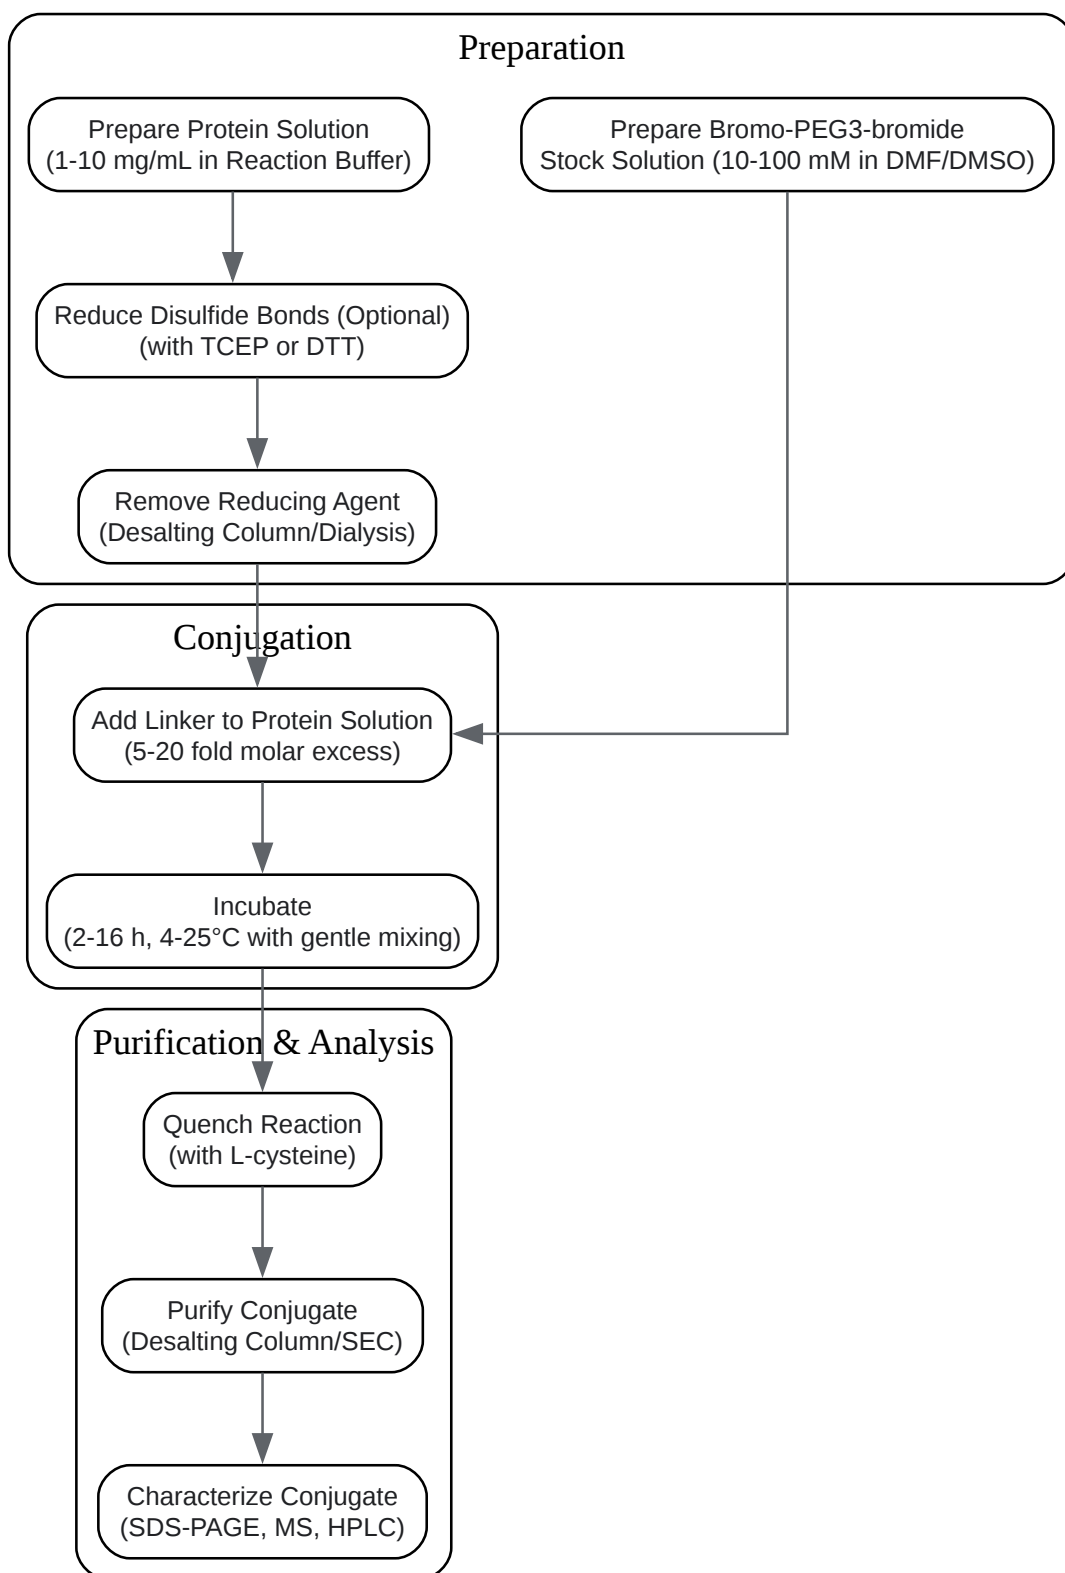 Preparation
Prepare Protein Solution
(1-10 mg/mL in Reaction Buffer)
Prepare Bromo-PEG3-bromide
Stock Solution (10-100 mM in DMF/DMSO)
Reduce Disulfide Bonds (Optional)
(with TCEP or DTT)
Remove Reducing Agent
(Desalting Column/Dialysis)
Conjugation
Add Linker to Protein Solution
(5-20 fold molar excess)
Incubate
(2-16 h, 4-25°C with gentle mixing)
Purification & Analysis
Quench Reaction
(with L-cysteine)
Purify Conjugate
(Desalting Column/SEC)
Characterize Conjugate
(SDS-PAGE, MS, HPLC)